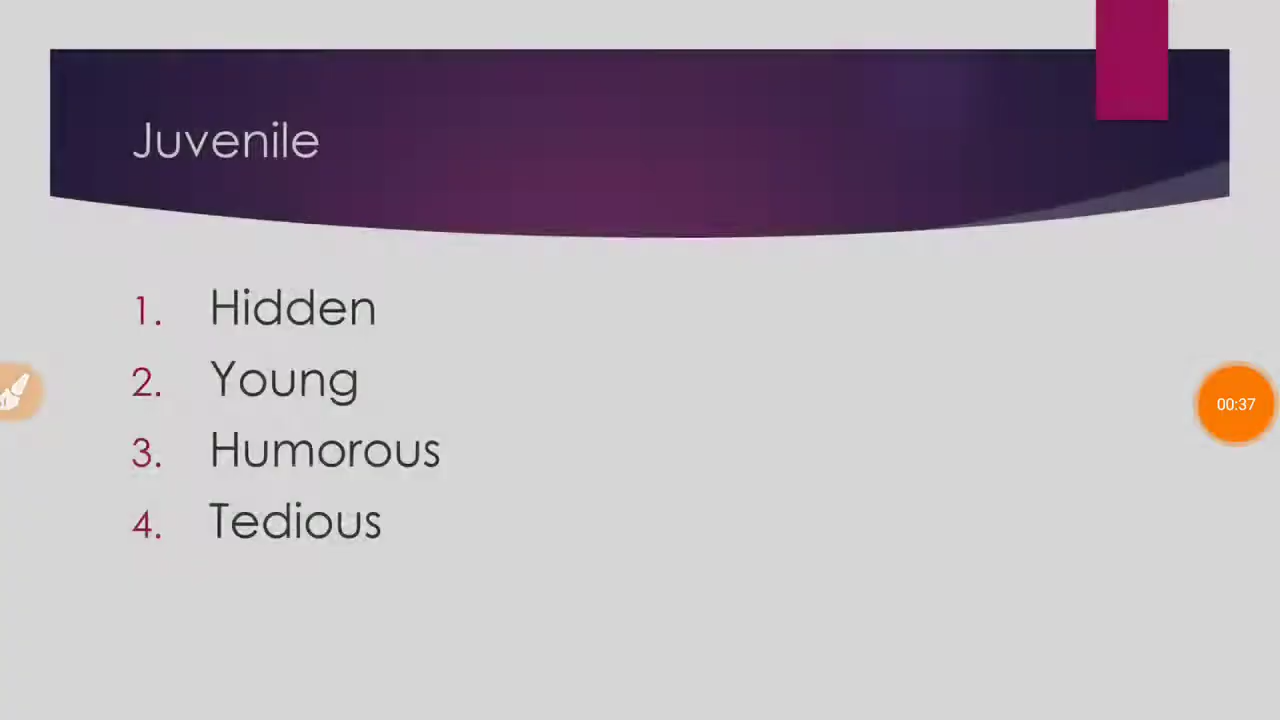 Juvenile
1. Hidden
2. Young
3. Humorous
4. Tedious
00:37